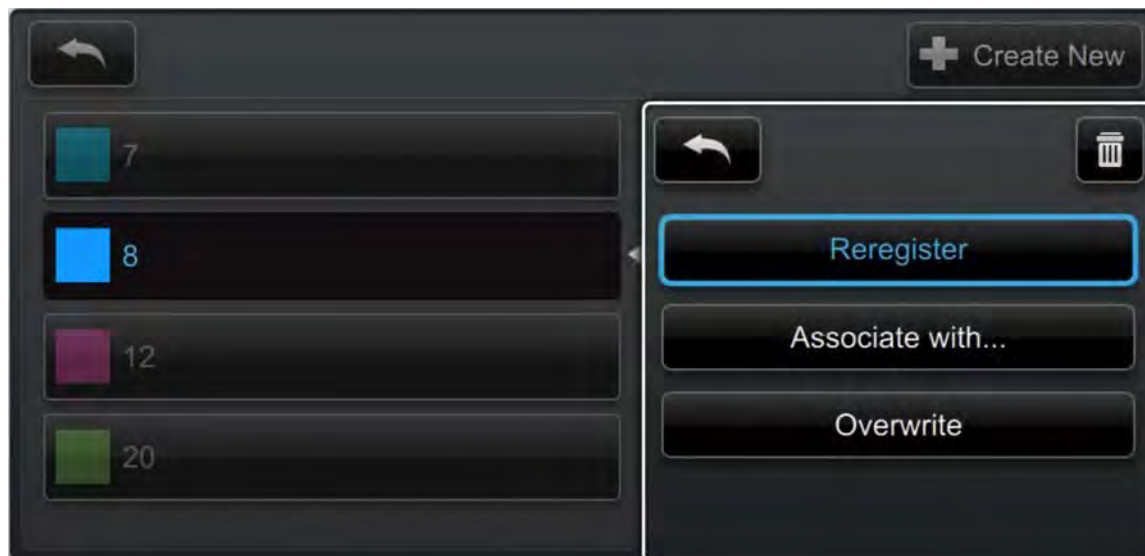 Create New
7
8
12
20
Reregister
Associate with...
Overwrite